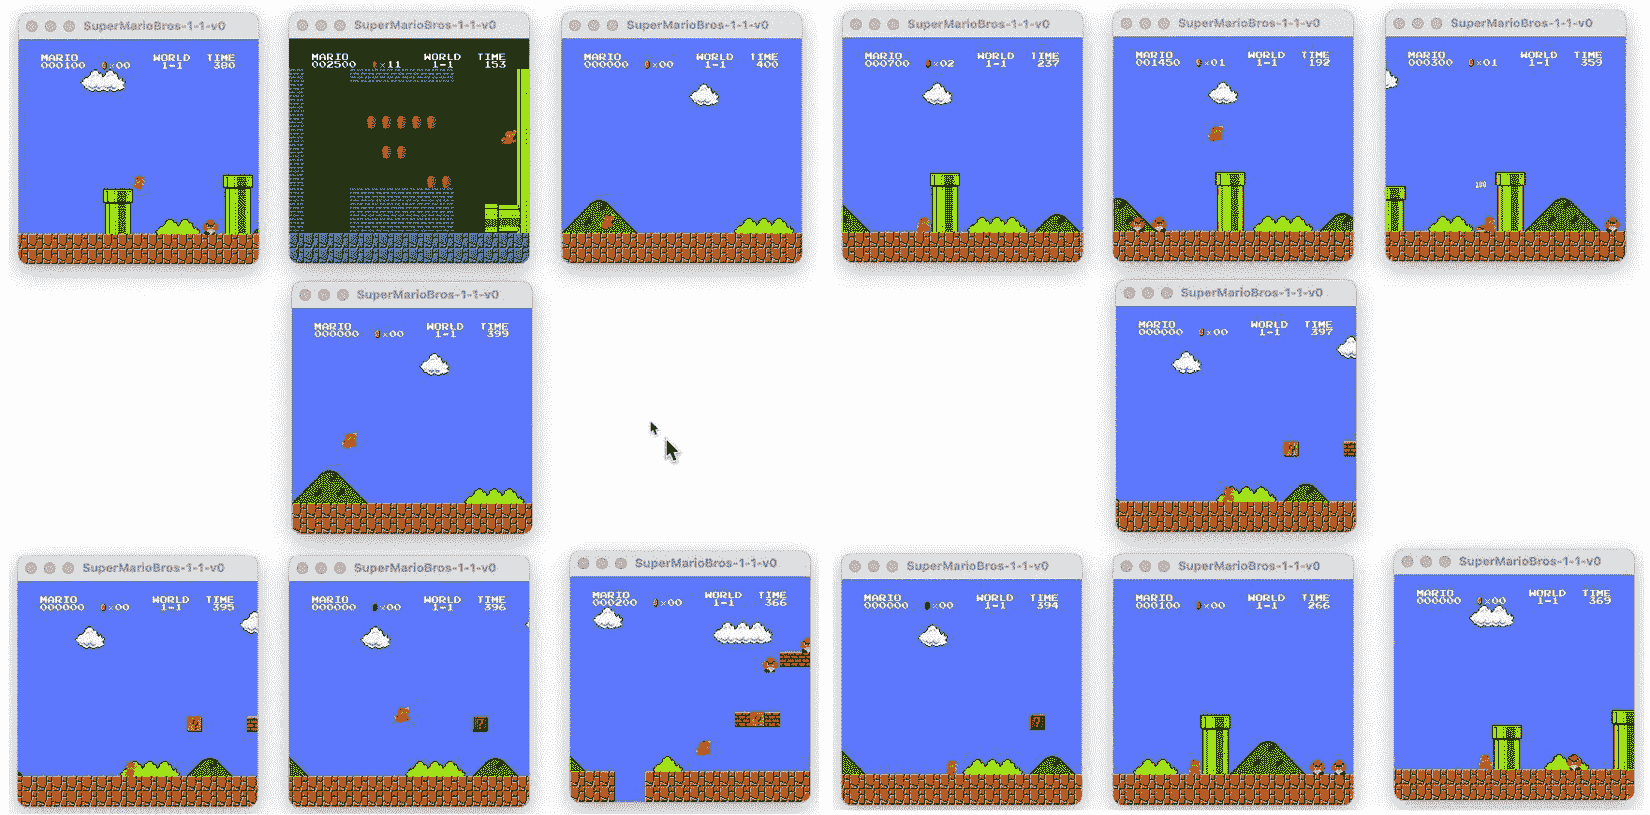 SuperMarioBros-1-1-v0
MARIO WORLD TIME
000100 ×00 1-1 380
SuperMarioBros-1-1-v0
MARIO WORLD TIME
002500 ×11 1-1 153
SuperMarioBros-1-1-v0
MARIO WORLD TIME
000000 ×00 1-1 400
SuperMarioBros-1-1-v0
MARIO WORLD TIME
000700 ×02 1-1 237
SuperMarioBros-1-1-v0
MARIO WORLD TIME
001450 ×01 1-1 192
SuperMarioBros-1-1-v0
MARIO WORLD TIME
000300 ×01 1-1 359
100
SuperMarioBros-1-1-v0
MARIO WORLD TIME
000000 ×00 1-1 399
SuperMarioBros-1-1-v0
MARIO WORLD TIME
000000 ×00 1-1 397
?
SuperMarioBros-1-1-v0
MARIO WORLD TIME
000000 ×00 1-1 395
?
SuperMarioBros-1-1-v0
MARIO WORLD TIME
000000 ×00 1-1 396
?
SuperMarioBros-1-1-v0
MARIO WORLD TIME
000200 ×00 1-1 366
SuperMarioBros-1-1-v0
MARIO WORLD TIME
000000 ×00 1-1 394
?
SuperMarioBros-1-1-v0
MARIO WORLD TIME
000100 ×00 1-1 266
SuperMarioBros-1-1-v0
MARIO WORLD TIME
000000 ×00 1-1 369